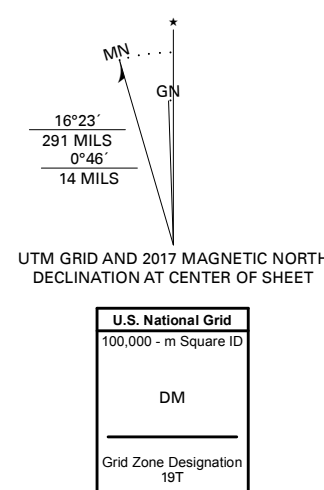 ★
MN
GN
16°23´
291 MILS
0°46´
14 MILS
UTM GRID AND 2017 MAGNETIC NORTH
DECLINATION AT CENTER OF SHEET
U.S. National Grid
100,000 - m Square ID
DM
Grid Zone Designation
19T